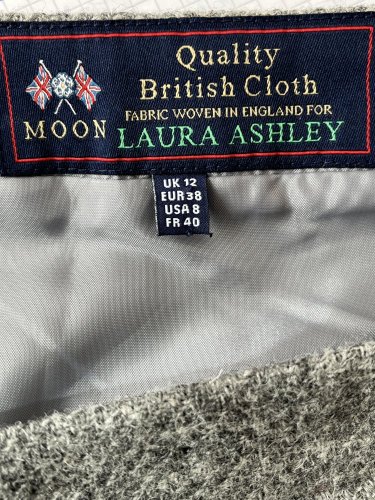 Quality
British Cloth
FABRIC WOVEN IN ENGLAND FOR
MOON
LAURA ASHLEY
UK 12
EUR 38
USA 8
FR 40